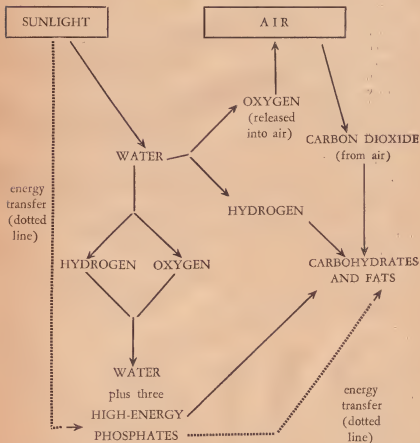 SUNLIGHT
AIR
OXYGEN
(released
into air)
CARBON DIOXIDE
(from air)
WATER
energy
transfer
(dotted
line)
HYDROGEN
HYDROGEN
OXYGEN
CARBOHYDRATES
AND FATS
WATER
plus three
HIGH-ENERGY
PHOSPHATES
energy
transfer
(dotted
line)